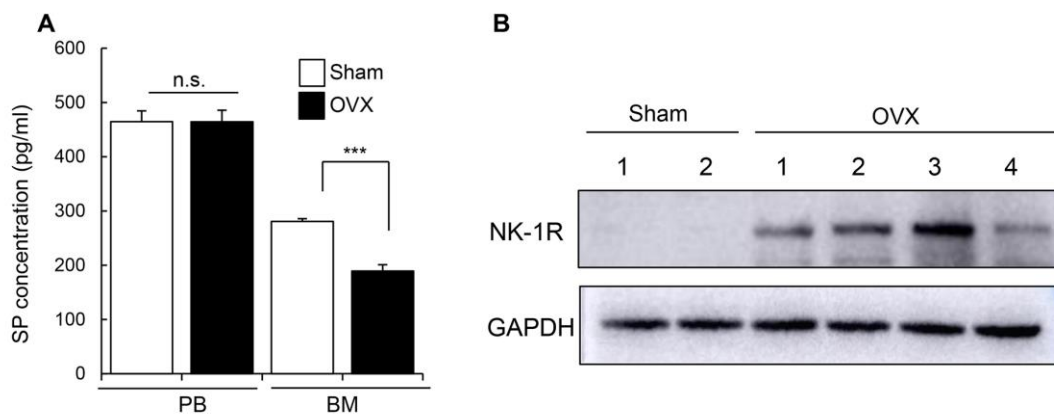 A
SP concentration (pg/ml)
600
500
400
300
200
100
0
n.s.
***
Sham
OVX
PB
BM
B
Sham
OVX
1 2 1 2 3 4
NK-1R
GAPDH